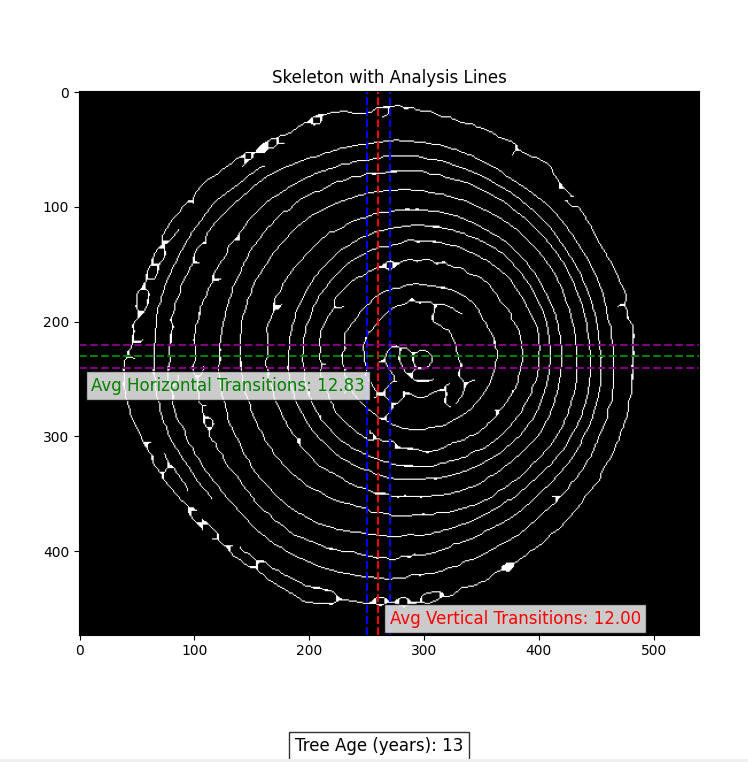 Skeleton with Analysis Lines
0
100
200
300
400
Avg Horizontal Transitions: 12.83
Avg Vertical Transitions: 12.00
0 100 200 300 400 500
Tree Age (years): 13